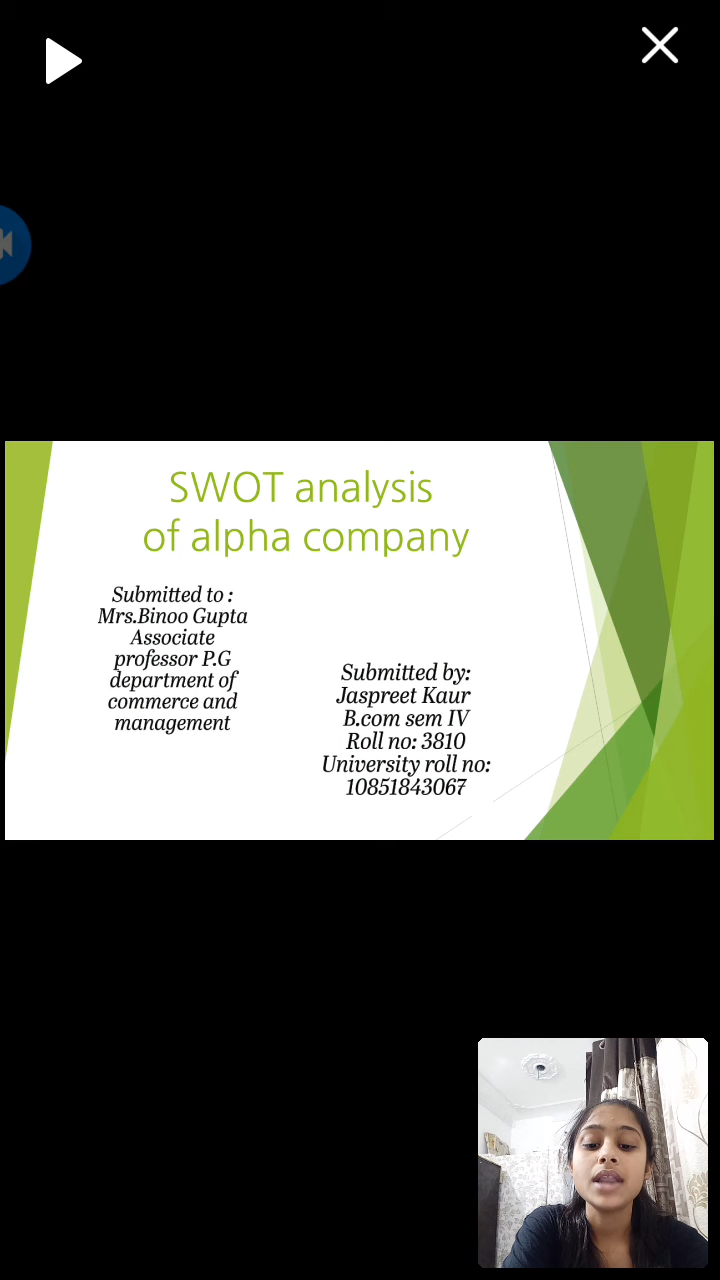 SWOT analysis
of alpha company
Submitted to :
Mrs.Binoo Gupta
Associate
professor P.G
department of
commerce and
management
Submitted by:
Jaspreet Kaur
B.com sem IV
Roll no: 3810
University roll no:
10851843067